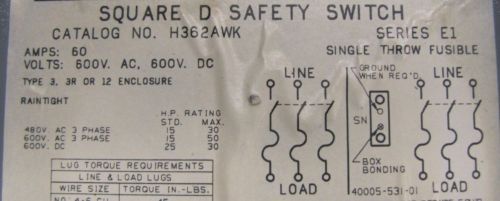 SQUARE D SAFETY SWITCH
CATALOG NO. H362AWK SERIES E1
AMPS: 60 SINGLE THROW FUSIBLE
VOLTS: 600V. AC, 600V. DC
TYPE 3, 3R OR 12 ENCLOSURE
RAINTIGHT
H.P. RATING
STD. MAX.
480V. AC 3 PHASE 15 30
600V. AC 3 PHASE 15 50
600V. DC 25 30
LUG TORQUE REQUIREMENTS
LINE & LOAD LUGS
WIRE SIZE TORQUE IN.-LBS.
LINE
GROUND
WHEN REQ'D.
LINE
SN
BOX
BONDING
LOAD
LOAD
40005-531-01